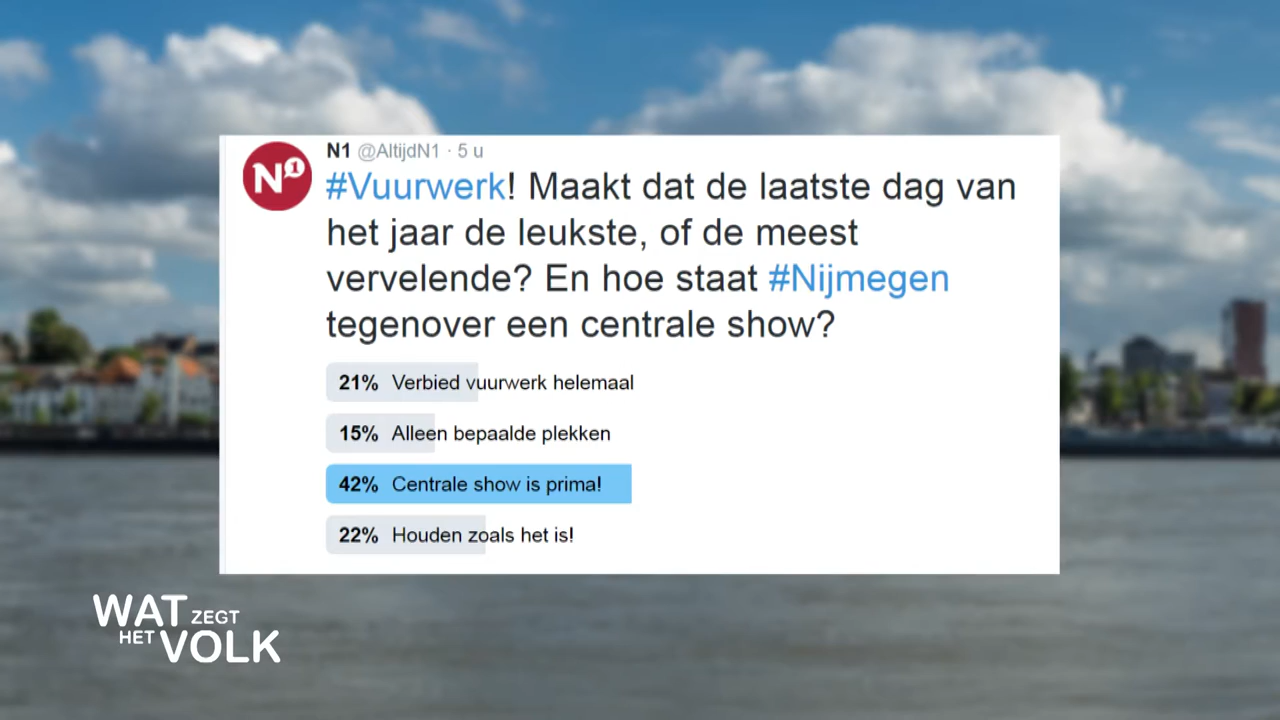 N1
N1 @AltijdN1 · 5 u
#Vuurwerk! Maakt dat de laatste dag van
het jaar de leukste, of de meest
vervelende? En hoe staat #Nijmegen
tegenover een centrale show?
21% Verbied vuurwerk helemaal
15% Alleen bepaalde plekken
42% Centrale show is prima!
22% Houden zoals het is!
WAT ZEGT
HET VOLK